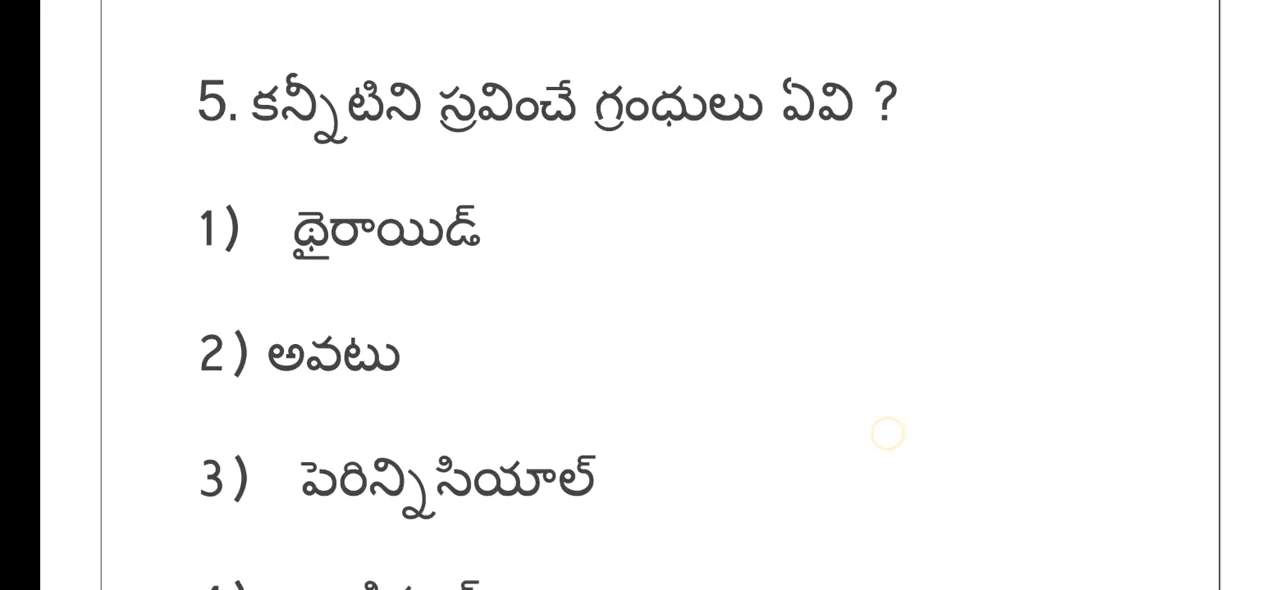 5. కన్నీటిని స్రవించే గ్రంధులు ఏవి ?
1) థైరాయిడ్
2) అవటు
3) పెరిన్నిసియాల్